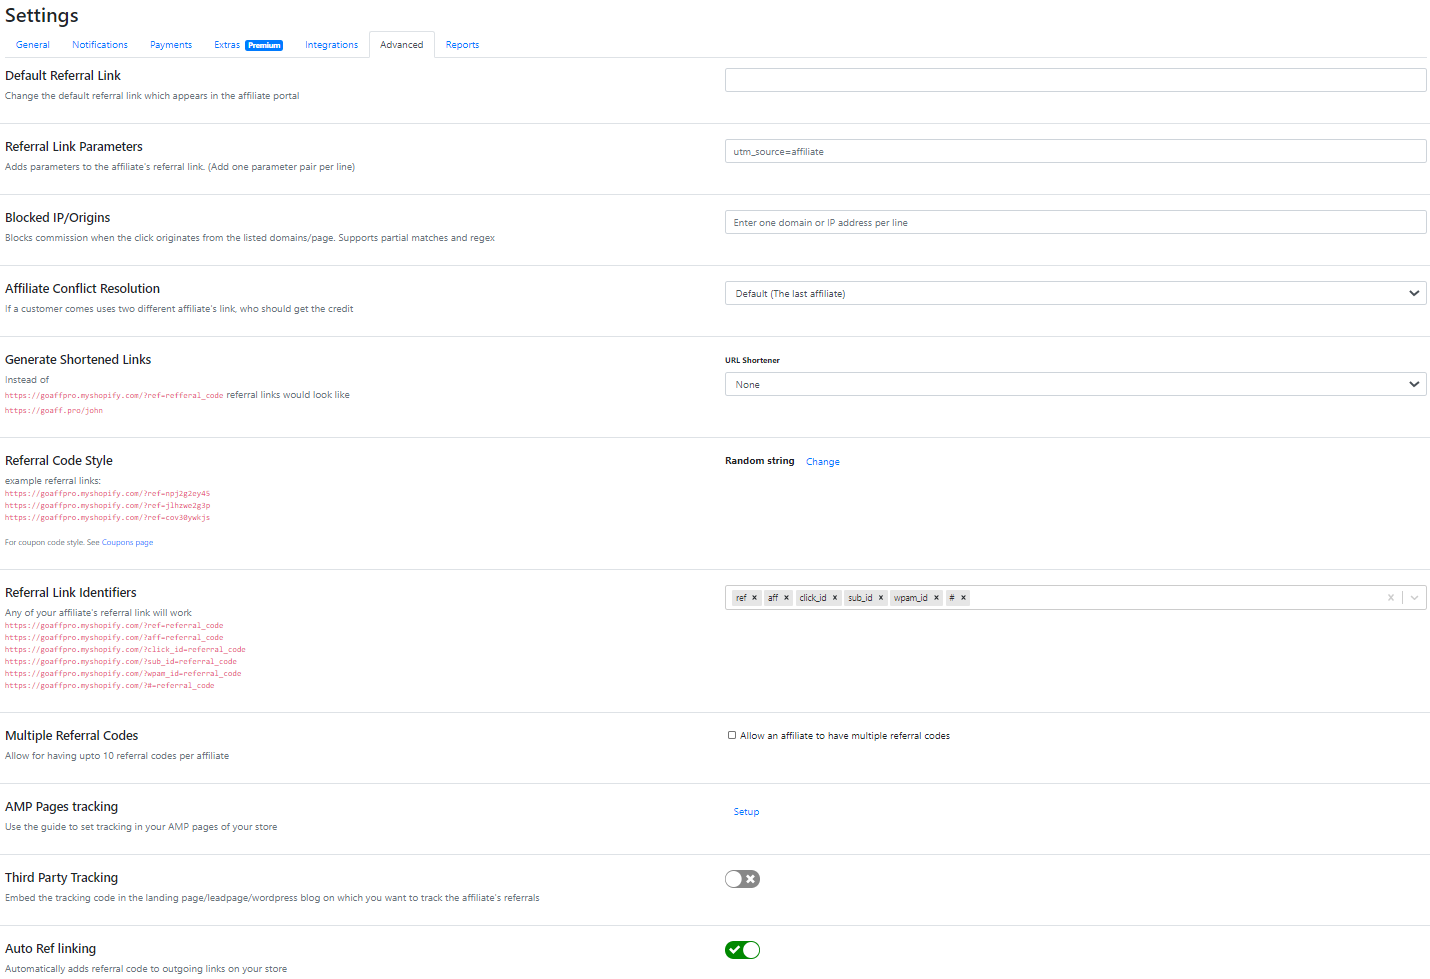 Settings
General Notifications Payments Extras Premium Integrations Advanced Reports
Default Referral Link
Change the default referral link which appears in the affiliate portal
Referral Link Parameters
Adds parameters to the affiliate's referral link. (Add one parameter pair per line)
utm_source=affiliate
Blocked IP/Origins
Blocks commission when the click originates from the listed domains/page. Supports partial matches and regex
Enter one domain or IP address per line
Affiliate Conflict Resolution
If a customer comes uses two different affiliate's link, who should get the credit
Default (The last affiliate)
Generate Shortened Links
Instead of
https://goaffpro.myshopify.com/?ref=refferal_code referral links would look like
https://goaff.pro/john
URL Shortener
None
Referral Code Style
example referral links:
https://goaffpro.myshopify.com/?ref=npj2g2ey45
https://goaffpro.myshopify.com/?ref=jlhzwe2g3p
https://goaffpro.myshopify.com/?ref=cov30ywkjs
For coupon code style. See Coupons page
Random string Change
Referral Link Identifiers
Any of your affiliate's referral link will work
https://goaffpro.myshopify.com/?ref=referral_code
https://goaffpro.myshopify.com/?aff=referral_code
https://goaffpro.myshopify.com/?click_id=referral_code
https://goaffpro.myshopify.com/?sub_id=referral_code
https://goaffpro.myshopify.com/?wpam_id=referral_code
https://goaffpro.myshopify.com/?#=referral_code
ref × aff × click_id × sub_id × wpam_id × # ×
Multiple Referral Codes
Allow for having upto 10 referral codes per affiliate
Allow an affiliate to have multiple referral codes
AMP Pages tracking
Use the guide to set tracking in your AMP pages of your store
Setup
Third Party Tracking
Embed the tracking code in the landing page/leadpage/wordpress blog on which you want to track the affiliate's referrals
Auto Ref linking
Automatically adds referral code to outgoing links on your store